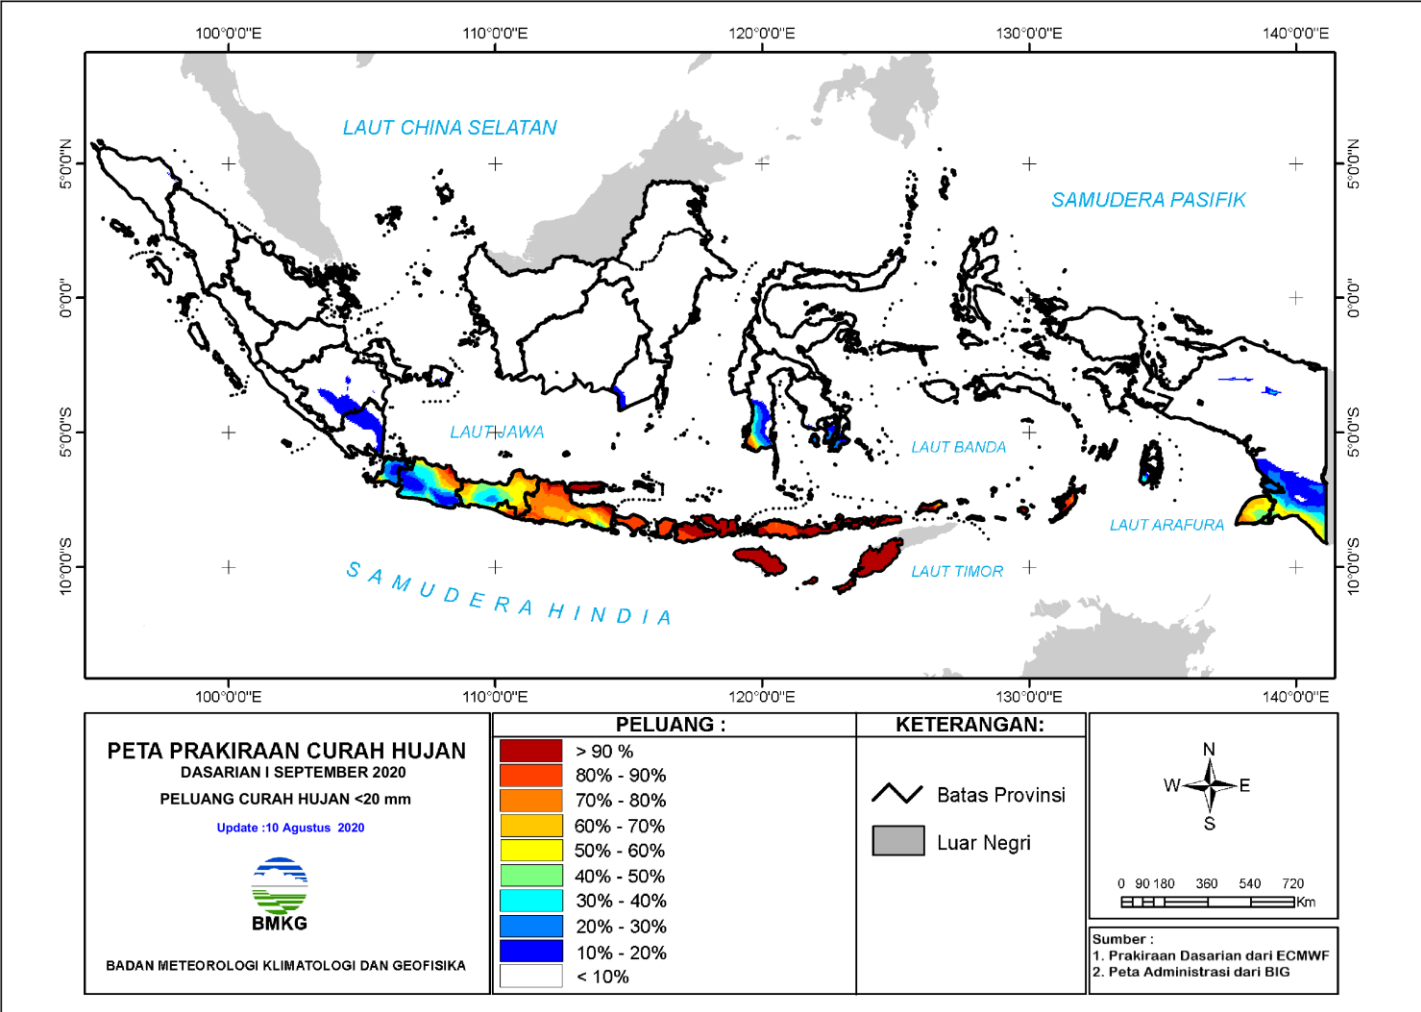 100°0'0"E 110°0'0"E 120°0'0"E 130°0'0"E 140°0'0"E
5°0'0"N 5°0'0"N
LAUT CHINA SELATAN
SAMUDERA PASIFIK
0°0'0" 0°0'0"
5°0'0"S 5°0'0"S
LAUT JAWA
LAUT BANDA
LAUT ARAFURA
10°0'0"S 10°0'0"S
LAUT TIMOR
SAMUDERA HINDIA
100°0'0"E 110°0'0"E 120°0'0"E 130°0'0"E 140°0'0"E
PETA PRAKIRAAN CURAH HUJAN
DASARIAN I SEPTEMBER 2020
PELUANG CURAH HUJAN <20 mm
Update :10 Agustus 2020
BMKG
BADAN METEOROLOGI KLIMATOLOGI DAN GEOFISIKA
PELUANG :
> 90 %
80% - 90%
70% - 80%
60% - 70%
50% - 60%
40% - 50%
30% - 40%
20% - 30%
10% - 20%
< 10%
KETERANGAN:
Batas Provinsi
Luar Negri
N
W E
S
0 90 180 360 540 720
Km
Sumber :
1. Prakiraan Dasarian dari ECMWF
2. Peta Administrasi dari BIG